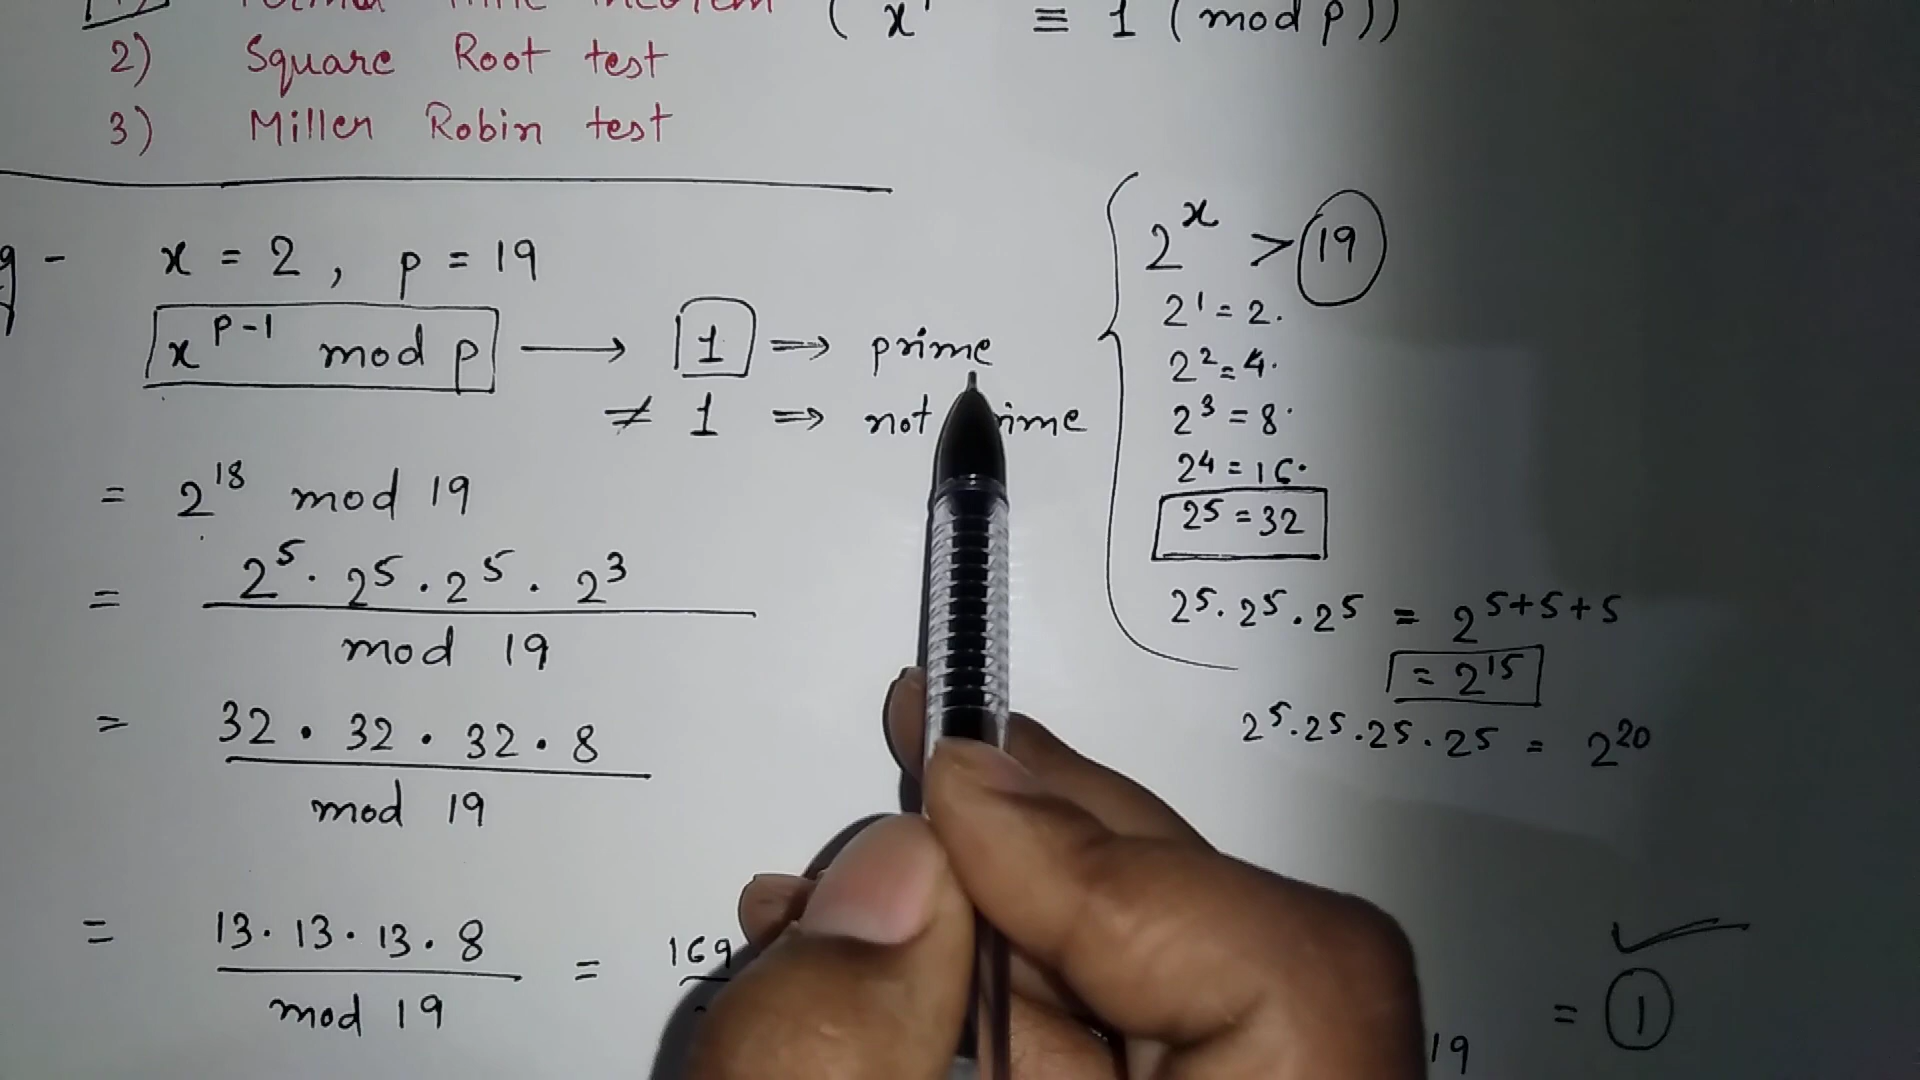 Theorem ( x ≡ 1 (mod p))
2) Square Root test
3) Miller Robin test
g - x = 2 , p = 19
x^(p-1) mod p → 1 ⇒ prime
≠ 1 ⇒ not
= 2^18 mod 19
= 2^5 . 2^5 . 2^5 . 2^3
mod 19
= 32 . 32 . 32 . 8
mod 19
= 13 . 13 . 13 . 8 = 169
mod 19
2^x > 19
2^1 = 2.
2^2 = 4.
2^3 = 8.
2^4 = 16.
2^5 = 32
2^5 . 2^5 . 2^5 = 2^(5+5+5)
= 2^15
2^5 . 2^5 . 2^5 . 2^5 = 2^20
= 1
19